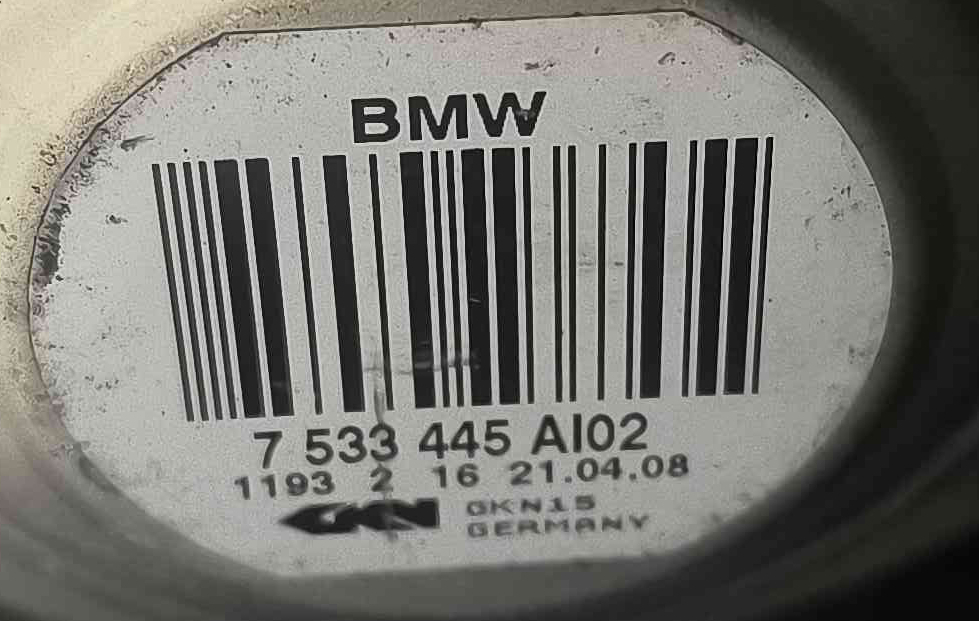 BMW
7 533 445 AI02
1193 2 16 21.04.08
GKN GKN15
GERMANY